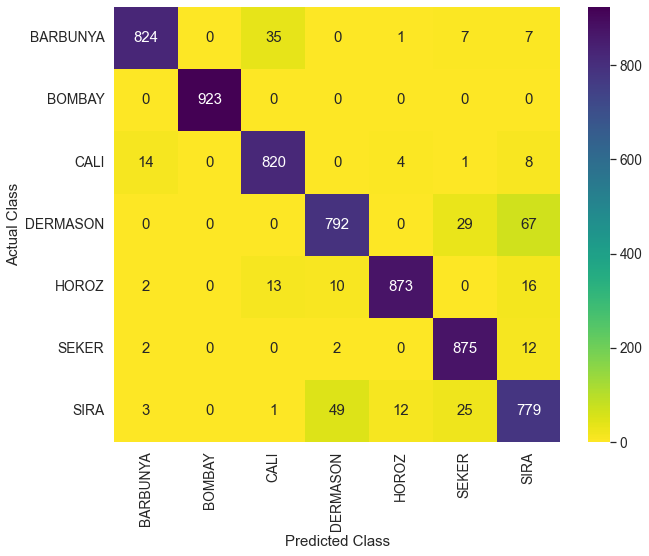 BARBUNYA 824 0 35 0 1 7 7
BOMBAY 0 923 0 0 0 0 0
CALI 14 0 820 0 4 1 8
DERMASON 0 0 0 792 0 29 67
HOROZ 2 0 13 10 873 0 16
SEKER 2 0 0 2 0 875 12
SIRA 3 0 1 49 12 25 779
BARBUNYA BOMBAY CALI DERMASON HOROZ SEKER SIRA
Predicted Class
Actual Class
800
600
400
200
0